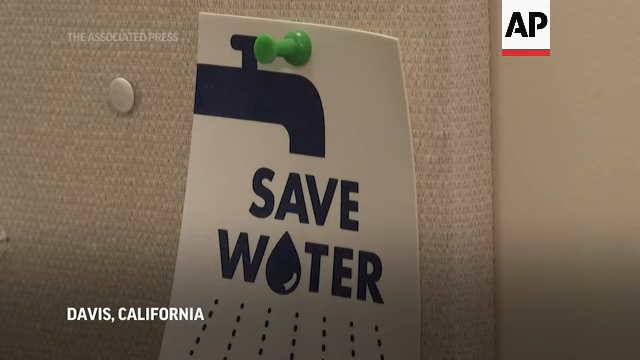 THE ASSOCIATED PRESS
AP
SAVE
WATER
DAVIS, CALIFORNIA